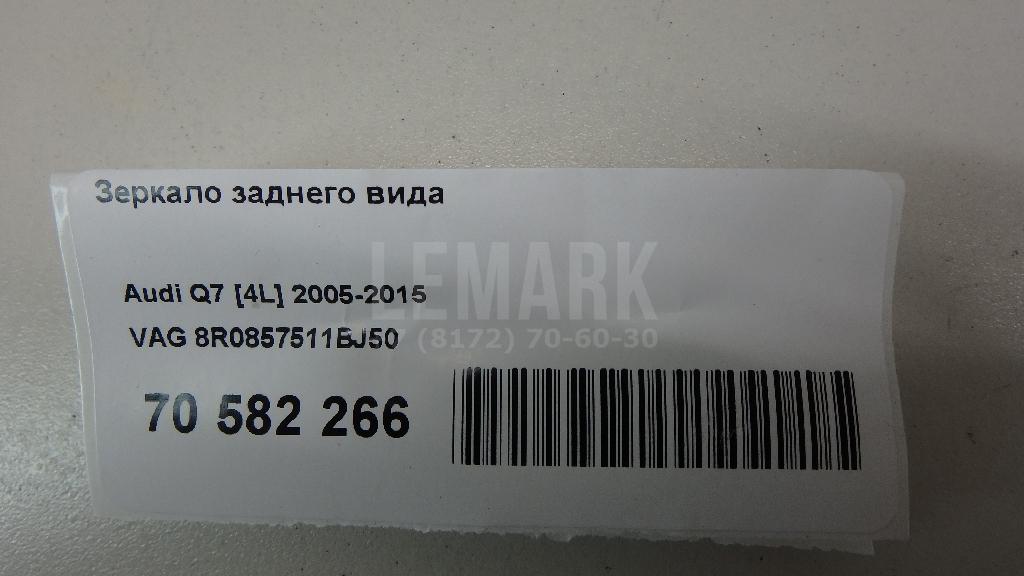 Зеркало заднего вида
LEMARK
Audi Q7 [4L] 2005-2015
VAG 8R0857511BJ50
(8172) 70-60-30
70 582 266